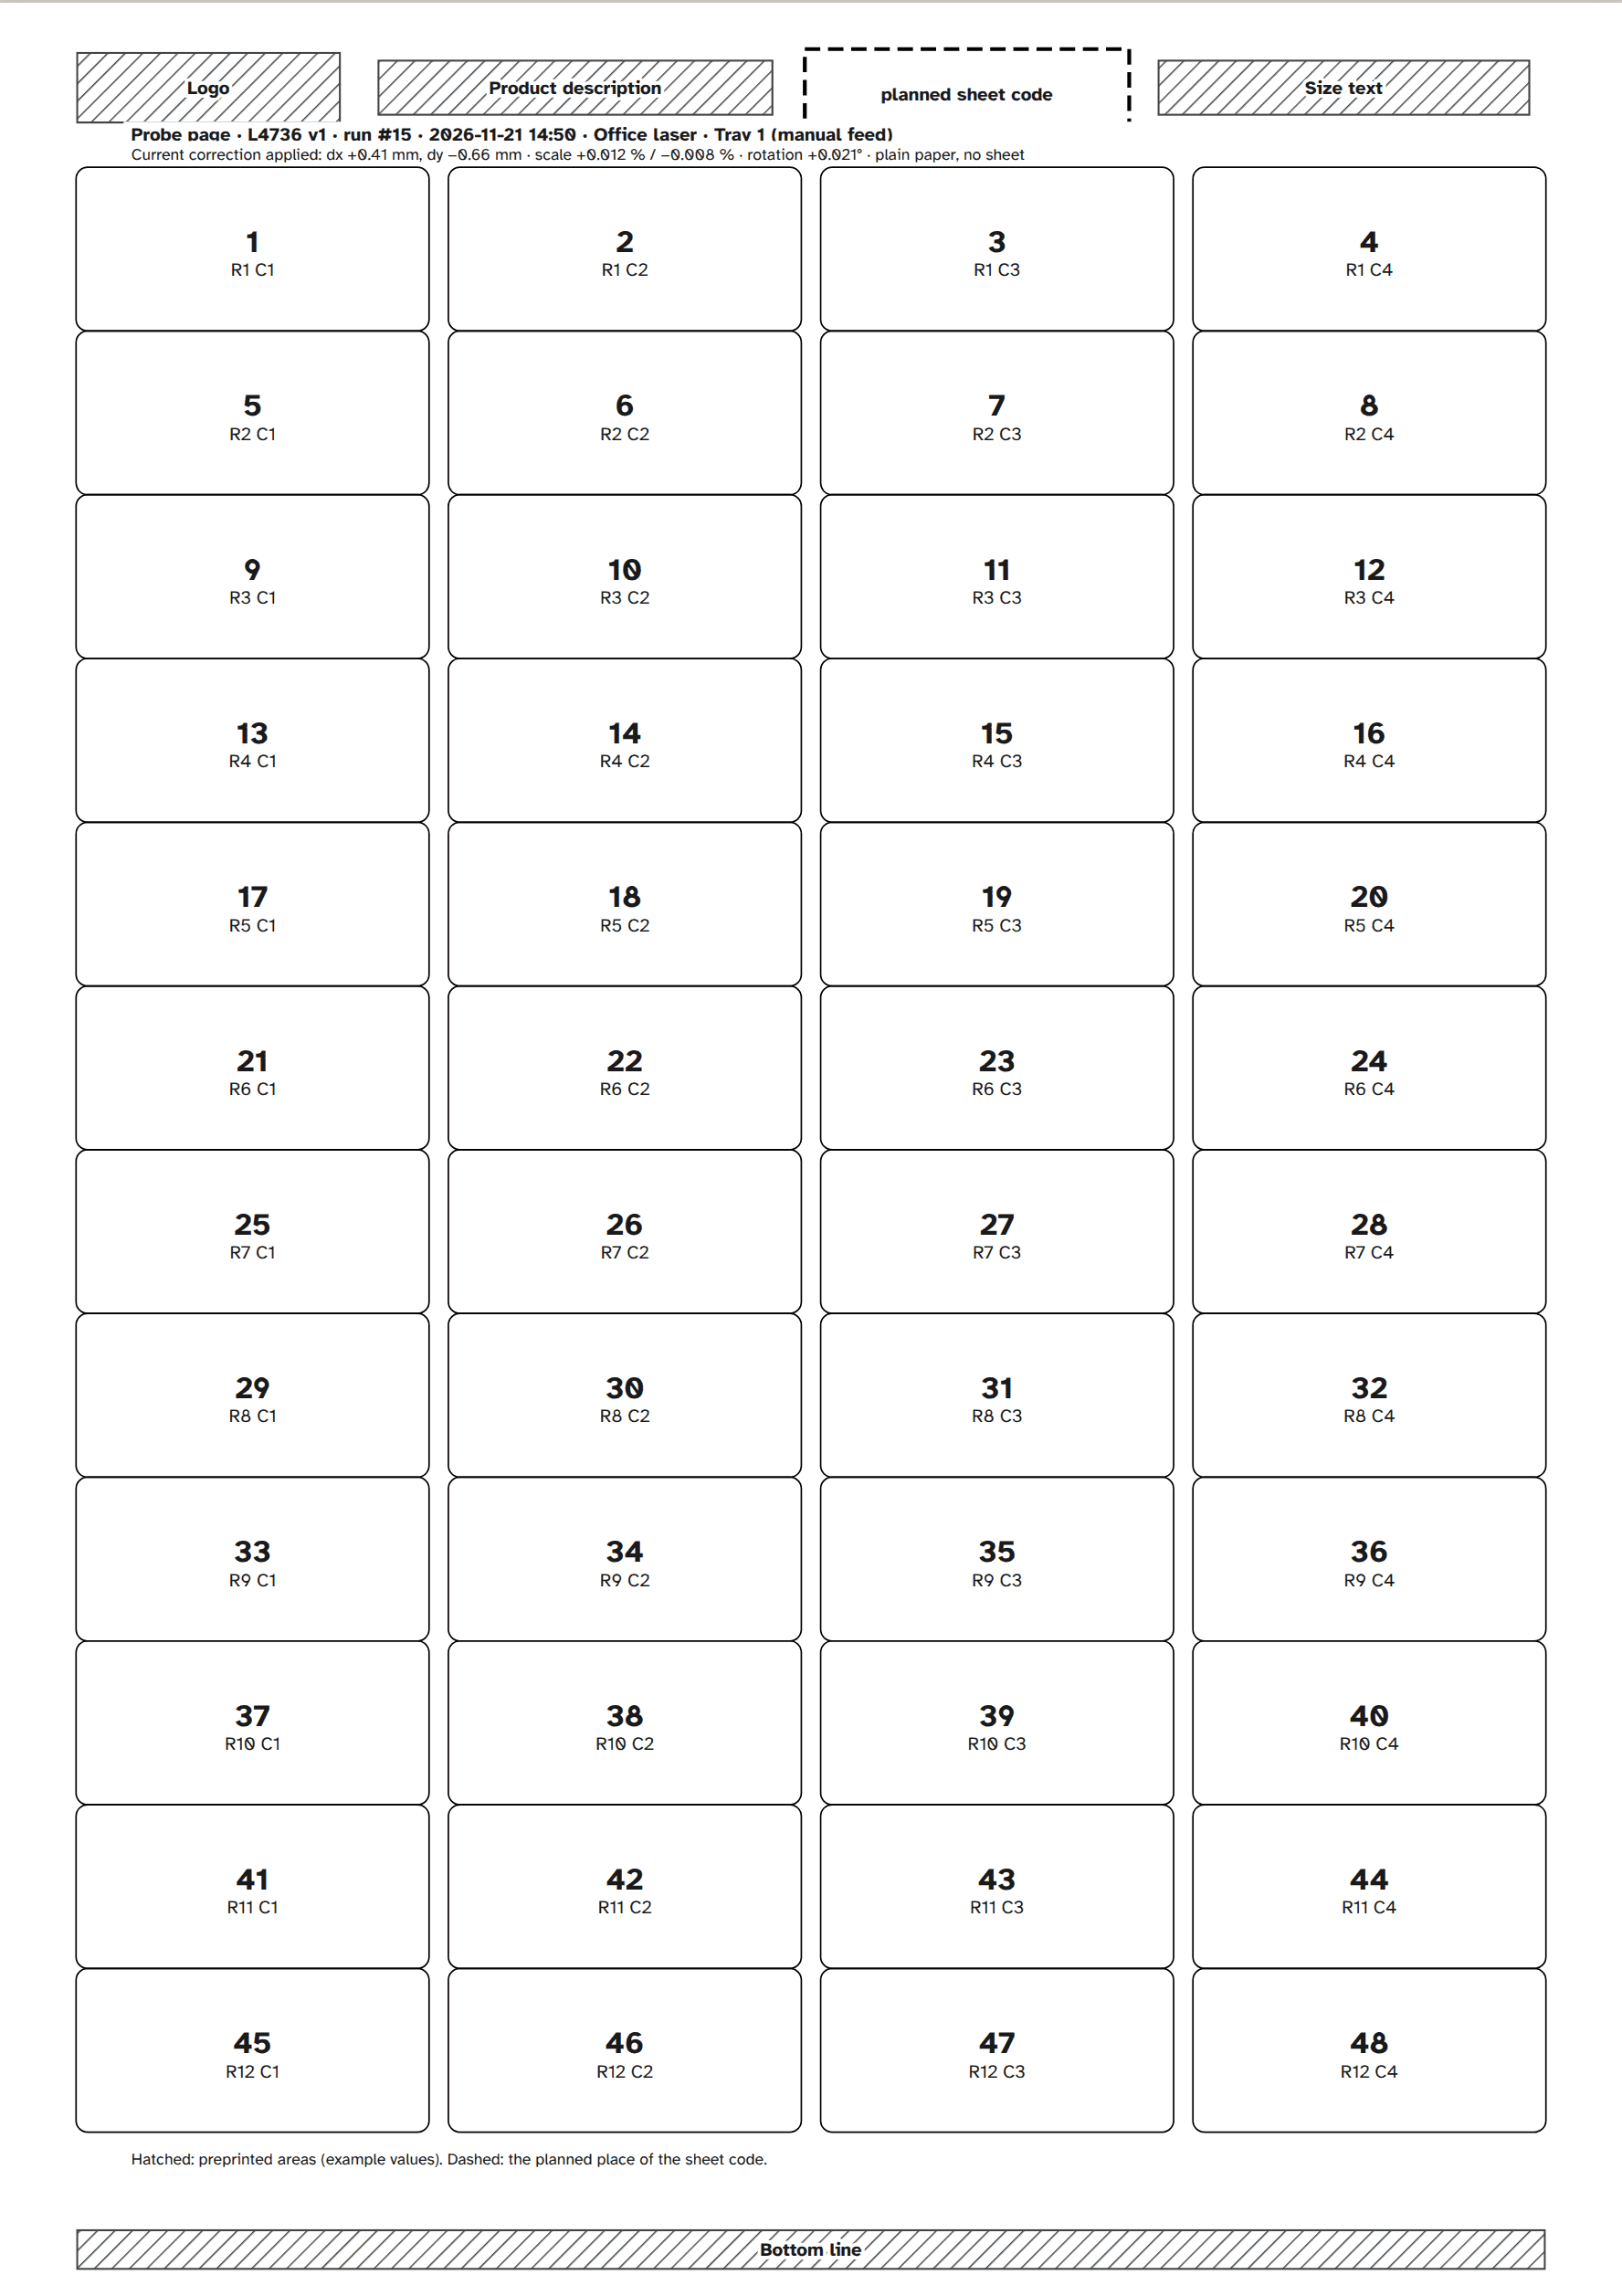 Logo
Product description
planned sheet code
Size text
Probe page · L4736 v1 · run #15 · 2026-11-21 14:50 · Office laser · Tray 1 (manual feed)
Current correction applied: dx +0.41 mm, dy −0.66 mm · scale +0.012 % / −0.008 % · rotation +0.021° · plain paper, no sheet
1 2 3 4
R1 C1 R1 C2 R1 C3 R1 C4
5 6 7 8
R2 C1 R2 C2 R2 C3 R2 C4
9 10 11 12
R3 C1 R3 C2 R3 C3 R3 C4
13 14 15 16
R4 C1 R4 C2 R4 C3 R4 C4
17 18 19 20
R5 C1 R5 C2 R5 C3 R5 C4
21 22 23 24
R6 C1 R6 C2 R6 C3 R6 C4
25 26 27 28
R7 C1 R7 C2 R7 C3 R7 C4
29 30 31 32
R8 C1 R8 C2 R8 C3 R8 C4
33 34 35 36
R9 C1 R9 C2 R9 C3 R9 C4
37 38 39 40
R10 C1 R10 C2 R10 C3 R10 C4
41 42 43 44
R11 C1 R11 C2 R11 C3 R11 C4
45 46 47 48
R12 C1 R12 C2 R12 C3 R12 C4
Hatched: preprinted areas (example values). Dashed: the planned place of the sheet code.
Bottom line